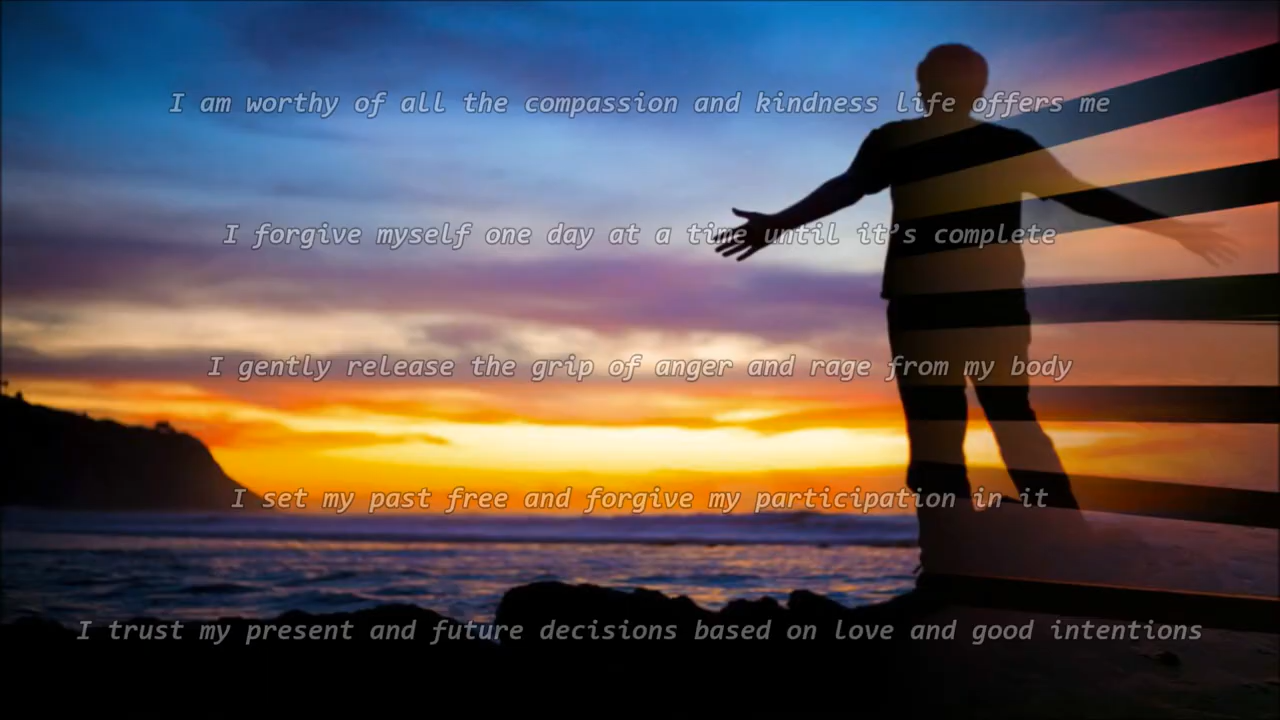 I am worthy of all the compassion and kindness life offers me
I forgive myself one day at a time until it’s complete
I gently release the grip of anger and rage from my body
I set my past free and forgive my participation in it
I trust my present and future decisions based on love and good intentions